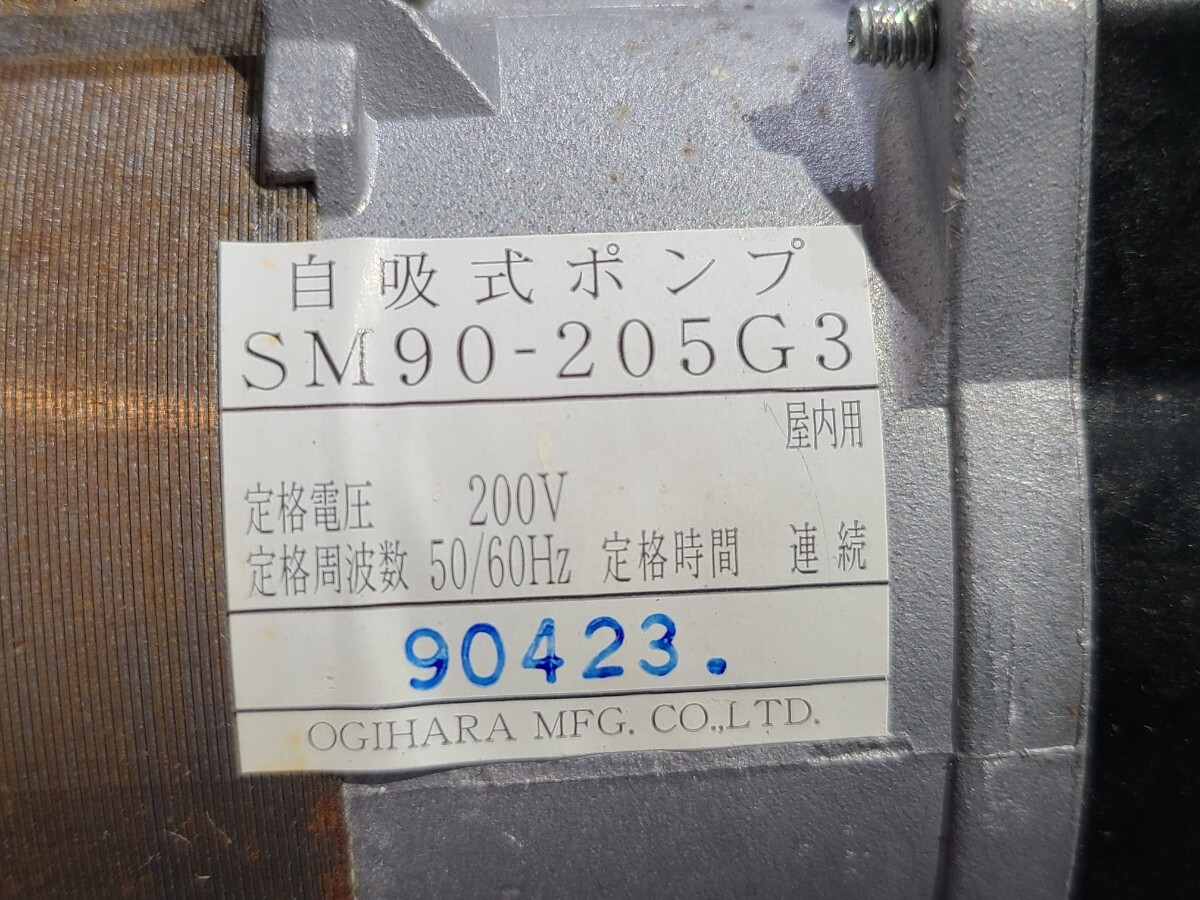 自吸式ポンプ
SM90-205G3
屋内用
定格電圧 200V
定格周波数 50/60Hz 定格時間 連続
90423.
OGIHARA MFG. CO.,LTD.